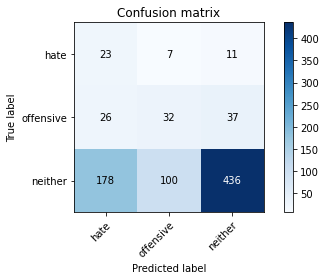 Confusion matrix
True label
hate 23 7 11
offensive 26 32 37
neither 178 100 436
hate offensive neither
Predicted label
400
350
300
250
200
150
100
50